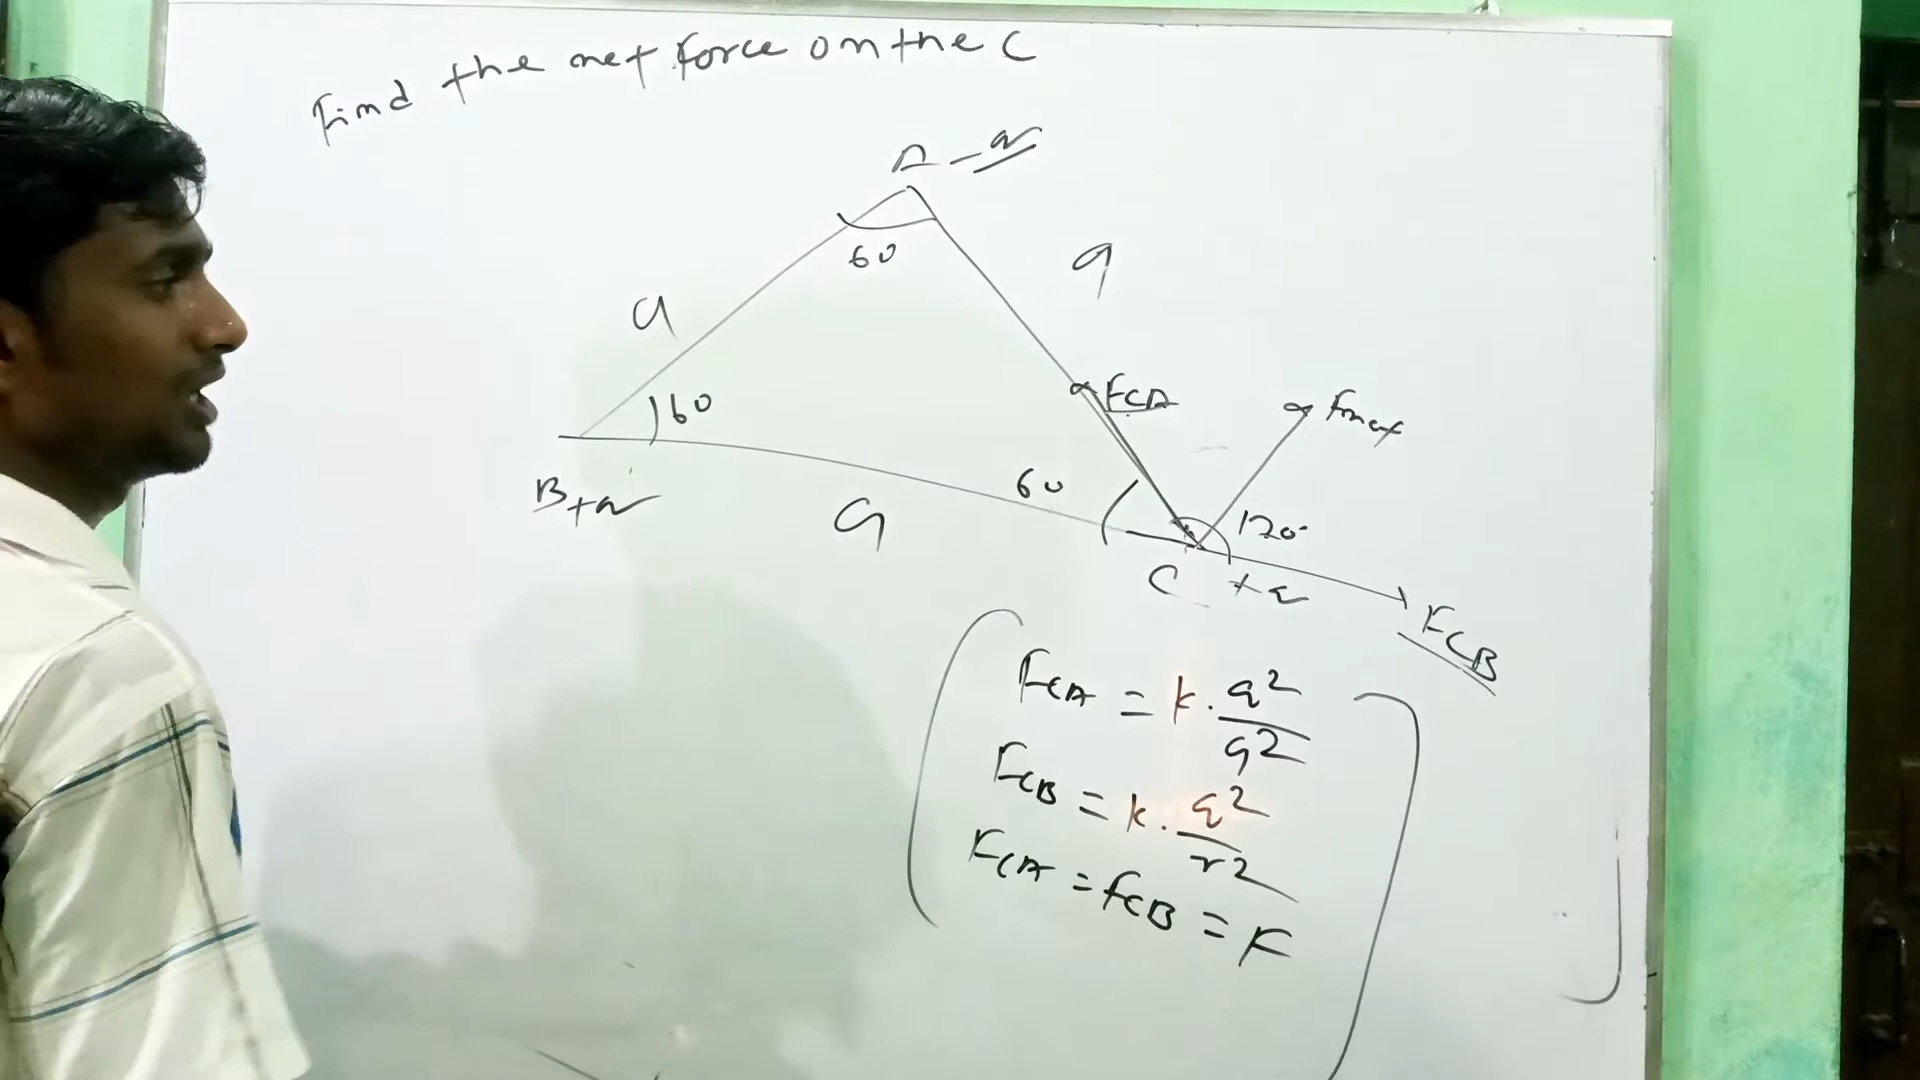 Find the net force on the C
A -q
60
a
a
60
B +q
a
60
FCA
Fnet
120°
C +q
FCB
FCA = k. q²/a²
FCB = k. q²/r²
FCA = FCB = F